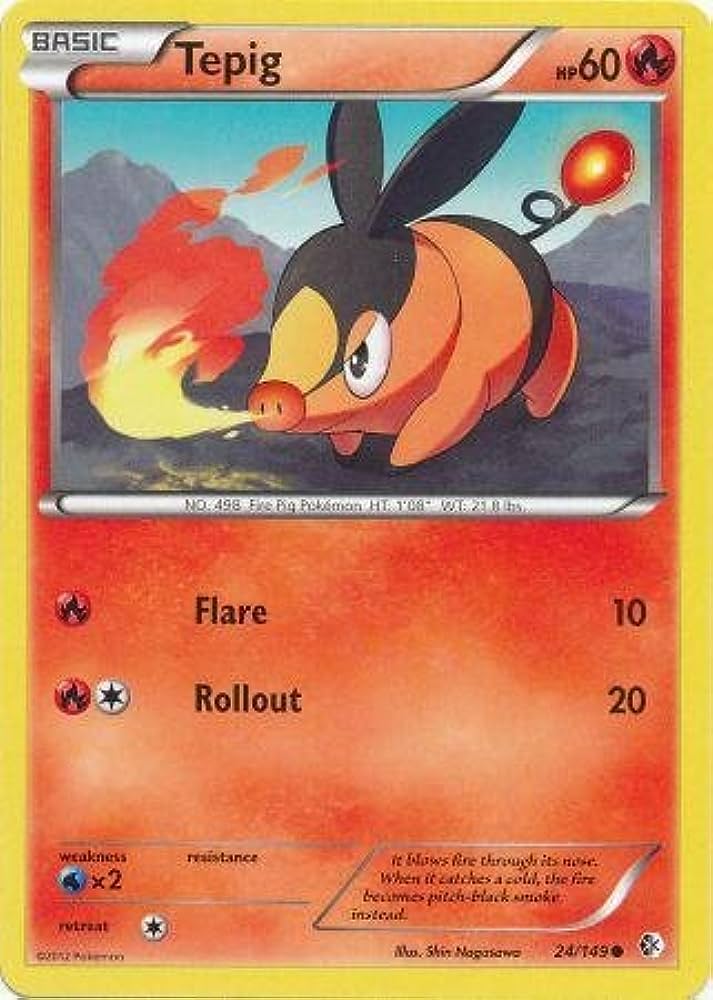 BASIC
Tepig
HP60
NO. 498 Fire Pig Pokémon HT: 1'08" WT: 21.8 lbs.
Flare 10
Rollout 20
weakness resistance
×2
retreat
It blows fire through its nose.
When it catches a cold, the fire
becomes pitch-black smoke
instead.
©2012 Pokémon
Illus. Shin Nagasawa
24/149